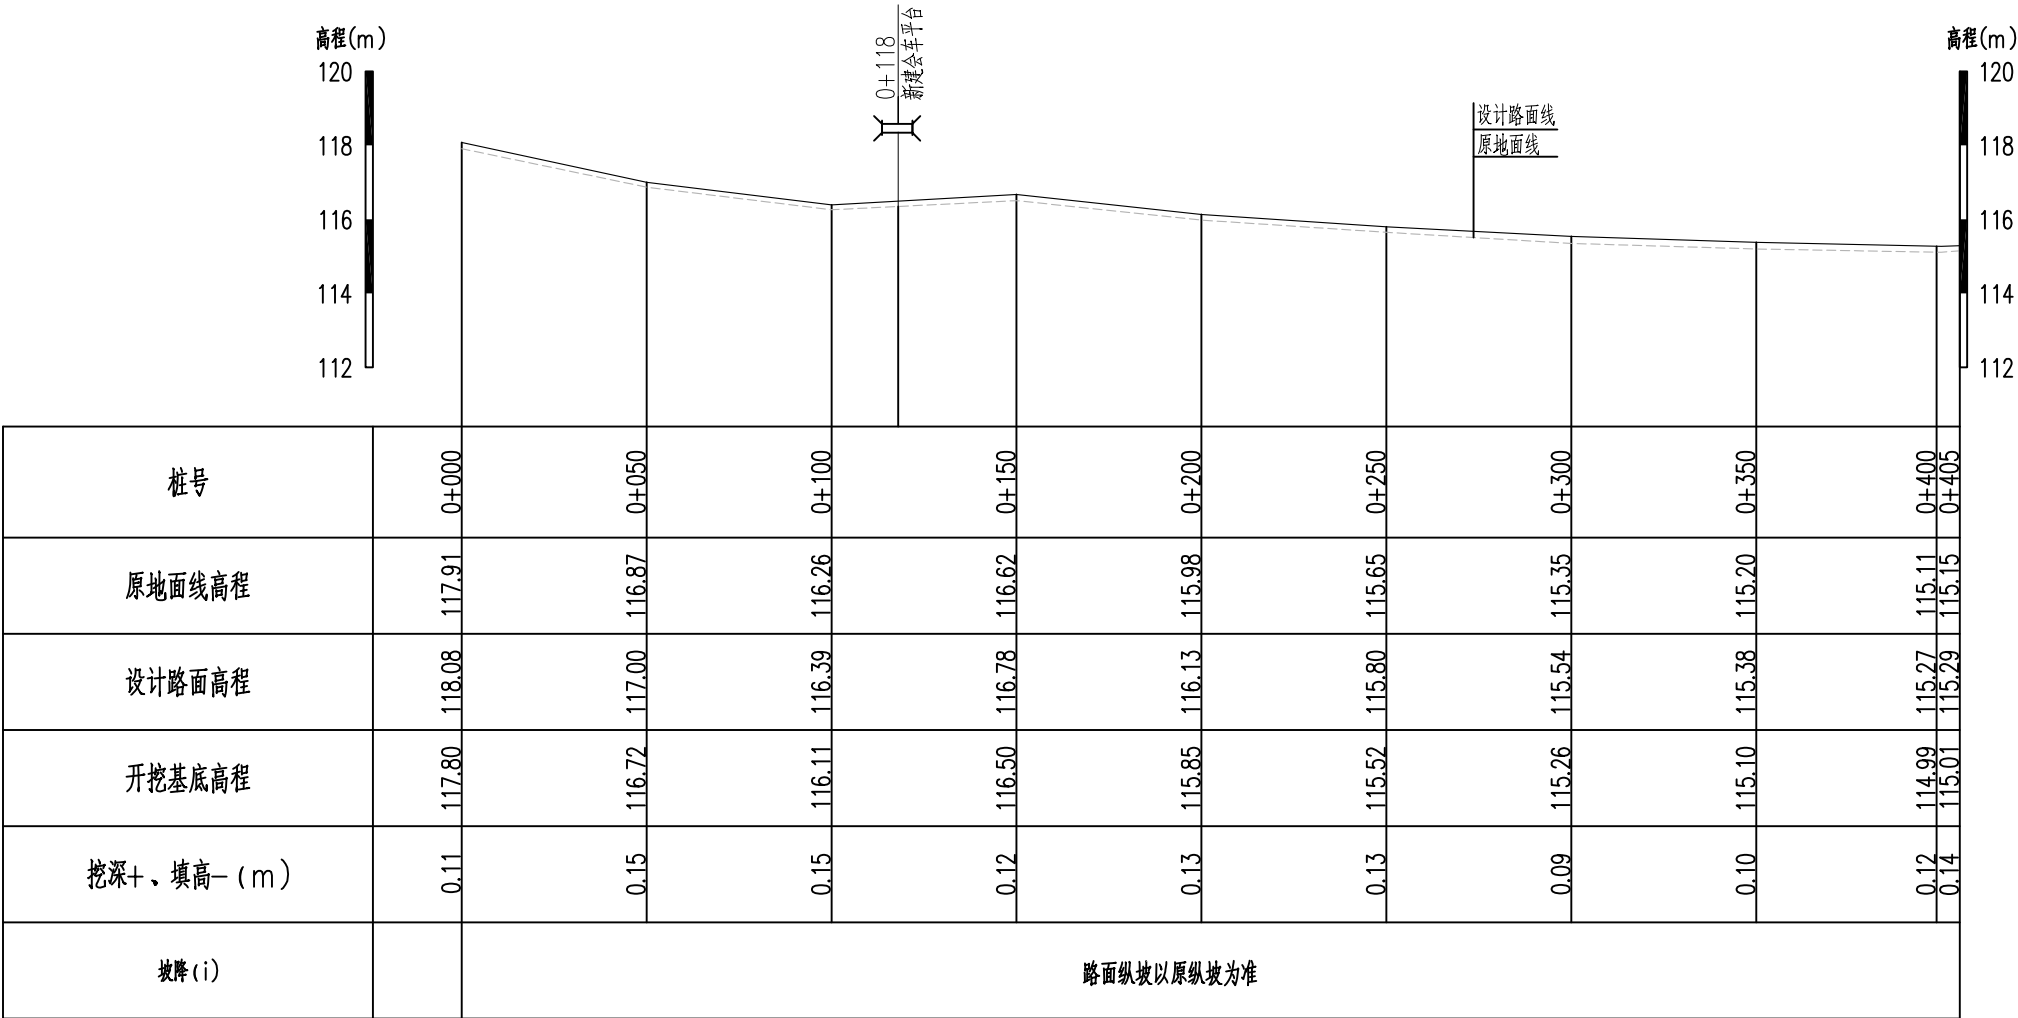 高程(m)
高程(m)
0+118
新建会车平台
120
118
116
114
112
120
118
116
114
112
设计路面线
原地面线
桩号 0+000 0+050 0+100 0+150 0+200 0+250 0+300 0+350 0+400 0+405
原地面线高程 117.91 116.87 116.26 116.62 115.98 115.65 115.35 115.20 115.11 115.15
设计路面高程 118.08 117.00 116.39 116.78 116.13 115.80 115.54 115.38 115.27 115.29
开挖基底高程 117.80 116.72 116.11 116.50 115.85 115.52 115.26 115.10 114.99 115.01
挖深+、填高-(m) 0.11 0.15 0.15 0.12 0.13 0.13 0.09 0.10 0.12 0.14
坡降(i) 路面纵坡以原纵坡为准